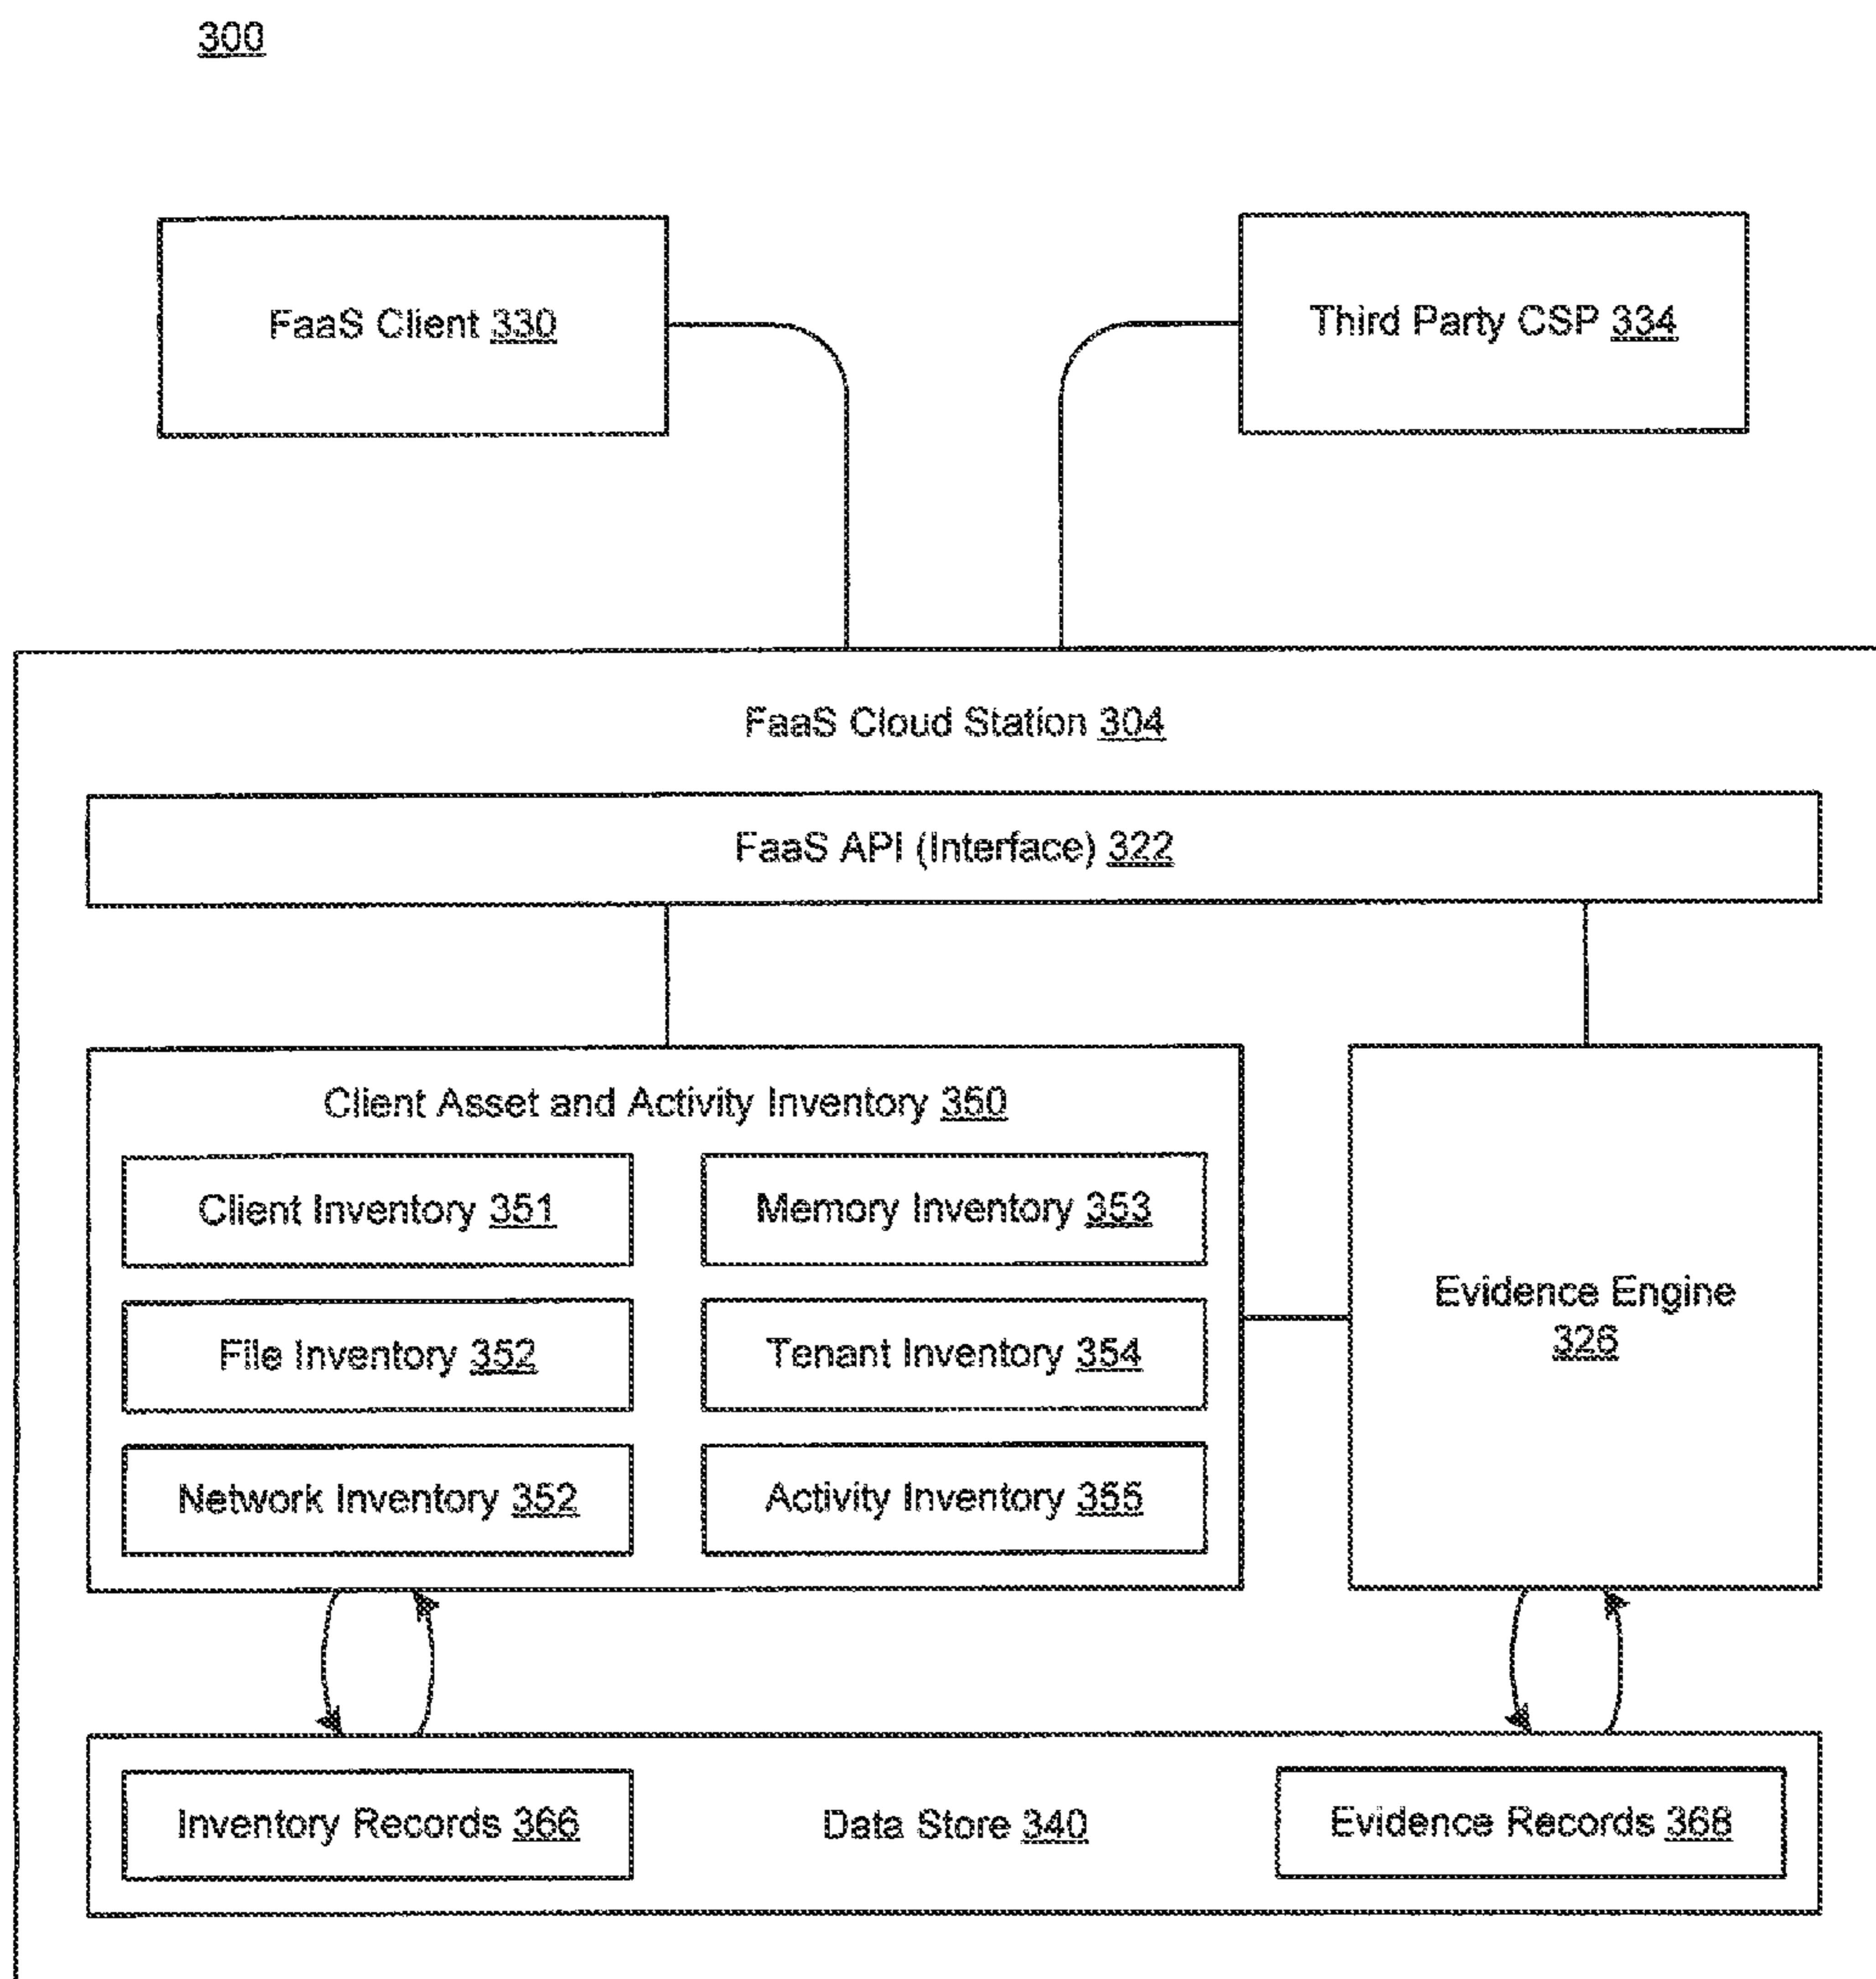 300
FaaS Client 330
Third Party CSP 334
FaaS Cloud Station 304
FaaS API (Interface) 322
Client Asset and Activity Inventory 350
Client Inventory 351
Memory Inventory 353
File Inventory 352
Tenant Inventory 354
Network Inventory 352
Activity Inventory 355
Evidence Engine
326
Inventory Records 366
Data Store 340
Evidence Records 368